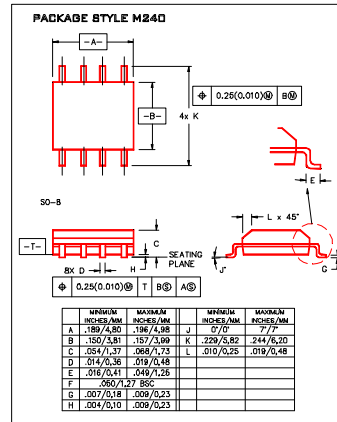 PACKAGE STYLE M240
-A-
⌖ 0.25(0.010)Ⓜ BⓂ
-B-
4x K
E
SO-8
L x 45°
-T-
C
SEATING
PLANE
8X D
H
J
G
⌖ 0.25(0.010)Ⓜ T BⓈ AⓈ
MINIMUM INCHES/MM MAXIMUM INCHES/MM MINIMUM INCHES/MM MAXIMUM INCHES/MM
A .189/4,80 .196/4,98 J 0°/0° 7°/7°
B .150/3,81 .157/3,99 K .229/5,82 .244/6,20
C .054/1,37 .068/1,73 L .010/0,25 .019/0,48
D .014/0,36 .019/0,48
E .016/0,41 .049/1,25
F .050/1,27 BSC
G .007/0,18 .009/0,23
H .004/0,10 .009/0,23